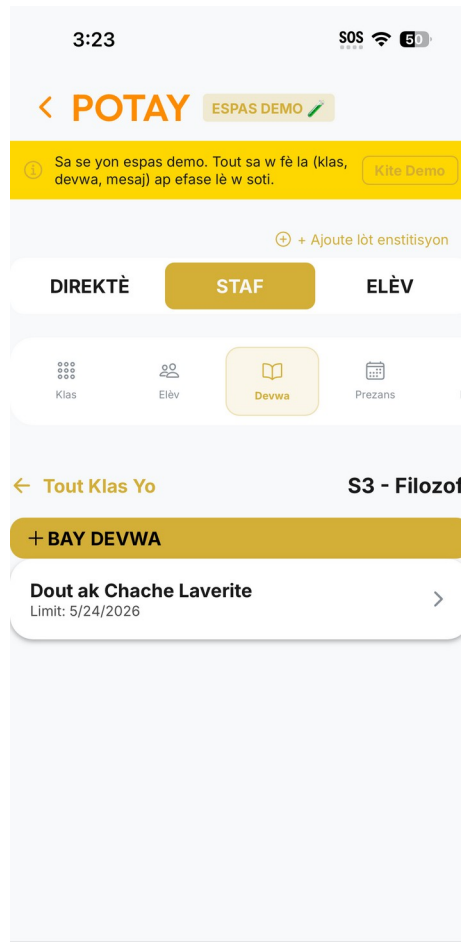 3:23
SOS
50
POTAY
ESPAS DEMO
Sa se yon espas demo. Tout sa w fè la (klas,
devwa, mesaj) ap efase lè w soti.
Kite Demo
+ Ajoute lòt enstitisyon
DIREKTÈ
STAF
ELÈV
Klas
Elèv
Devwa
Prezans
Tout Klas Yo
S3 - Filozof
+ BAY DEVWA
Dout ak Chache Laverite
Limit: 5/24/2026